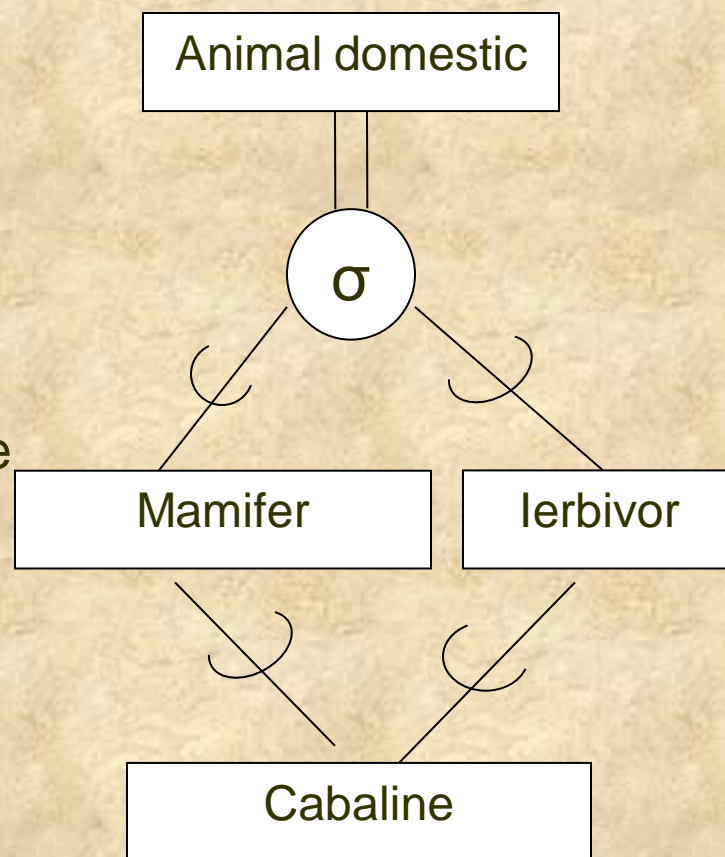 Animal domestic
σ
e
Mamifer
Ierbivor
Cabaline